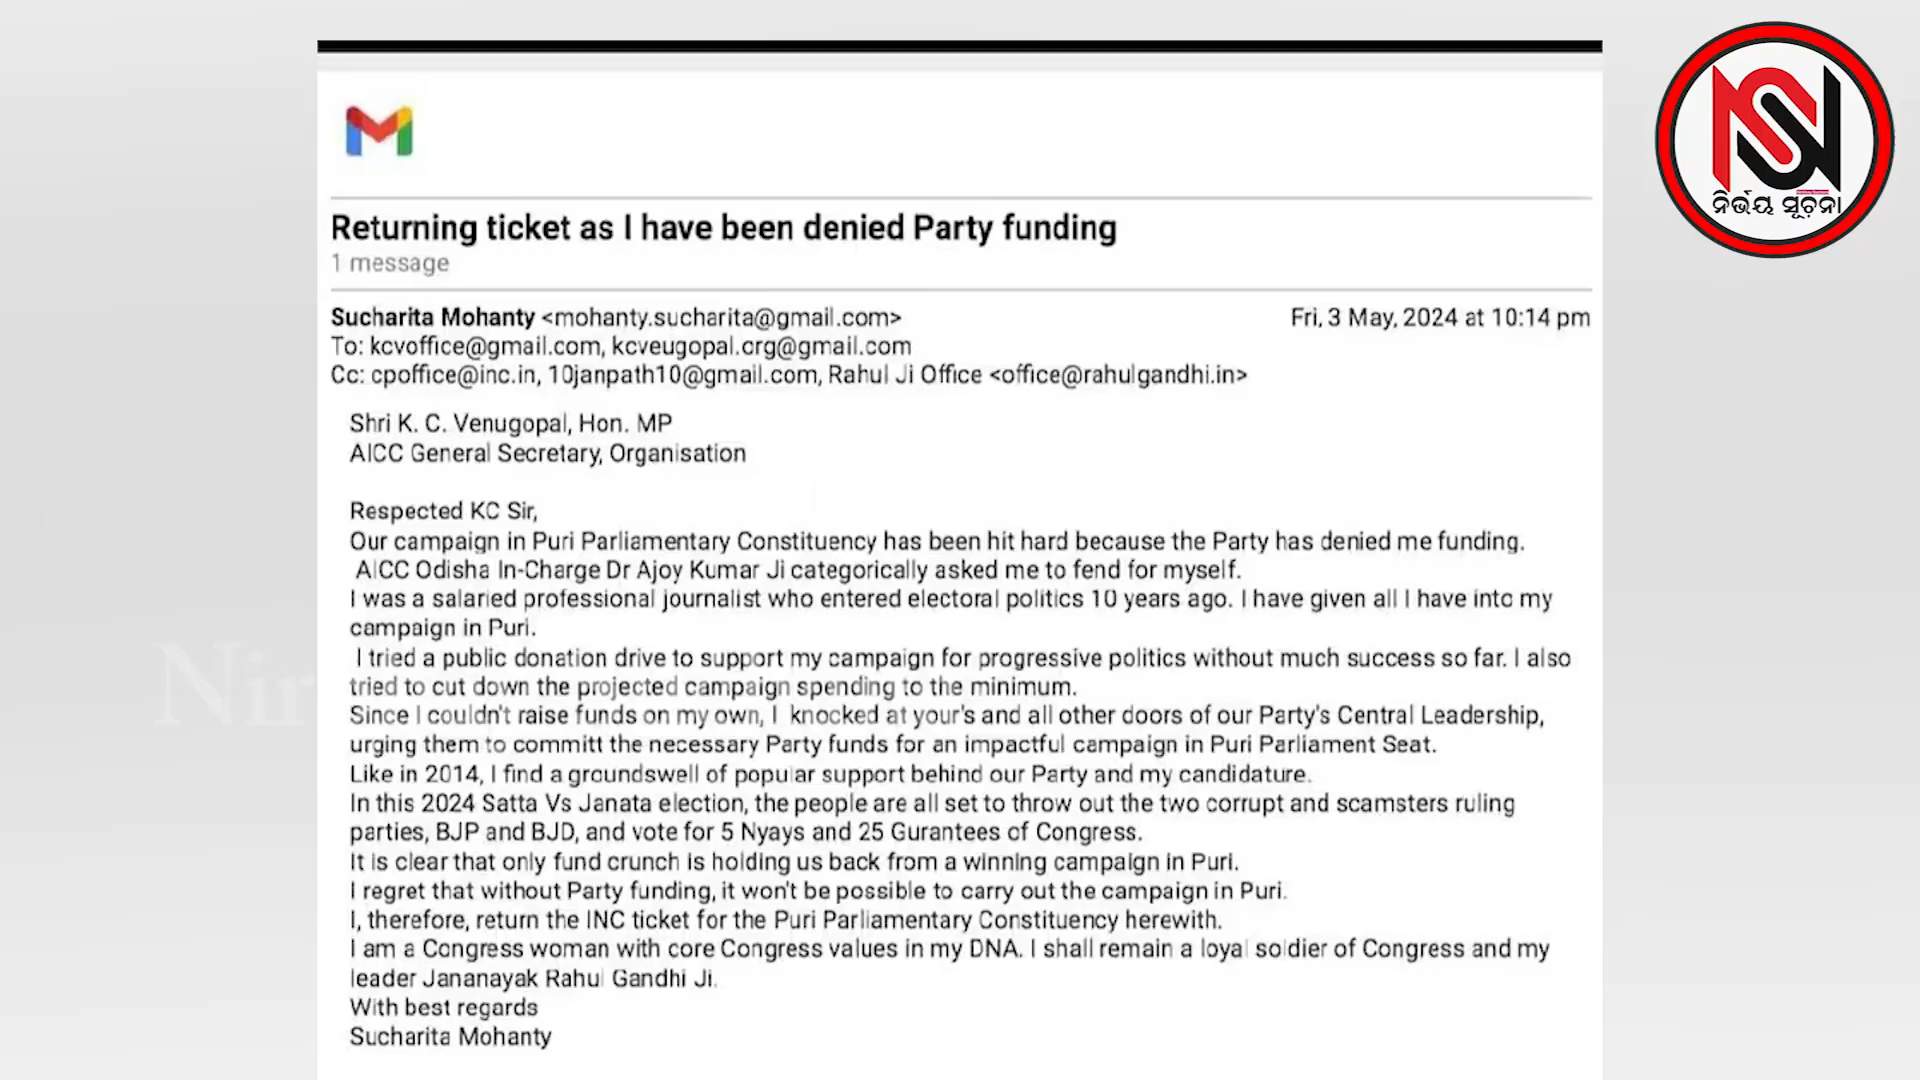 ନିର୍ଭୟ ସୂଚନା
Returning ticket as I have been denied Party funding
1 message
Sucharita Mohanty <mohanty.sucharita@gmail.com>
Fri, 3 May, 2024 at 10:14 pm
To: kcvoffice@gmail.com, kcveugopal.org@gmail.com
Cc: cpoffice@inc.in, 10janpath10@gmail.com, Rahul Ji Office <office@rahulgandhi.in>
Shri K. C. Venugopal, Hon. MP
AICC General Secretary, Organisation
Respected KC Sir,
Our campaign in Puri Parliamentary Constituency has been hit hard because the Party has denied me funding.
AICC Odisha In-Charge Dr Ajoy Kumar Ji categorically asked me to fend for myself.
I was a salaried professional journalist who entered electoral politics 10 years ago. I have given all I have into my
campaign in Puri.
I tried a public donation drive to support my campaign for progressive politics without much success so far. I also
tried to cut down the projected campaign spending to the minimum.
Since I couldn't raise funds on my own, I knocked at your's and all other doors of our Party's Central Leadership,
urging them to committ the necessary Party funds for an impactful campaign in Puri Parliament Seat.
Like in 2014, I find a groundswell of popular support behind our Party and my candidature.
In this 2024 Satta Vs Janata election, the people are all set to throw out the two corrupt and scamsters ruling
parties, BJP and BJD, and vote for 5 Nyays and 25 Gurantees of Congress.
It is clear that only fund crunch is holding us back from a winning campaign in Puri.
I regret that without Party funding, it won't be possible to carry out the campaign in Puri.
I, therefore, return the INC ticket for the Puri Parliamentary Constituency herewith.
I am a Congress woman with core Congress values in my DNA. I shall remain a loyal soldier of Congress and my
leader Jananayak Rahul Gandhi Ji.
With best regards
Sucharita Mohanty
Nir